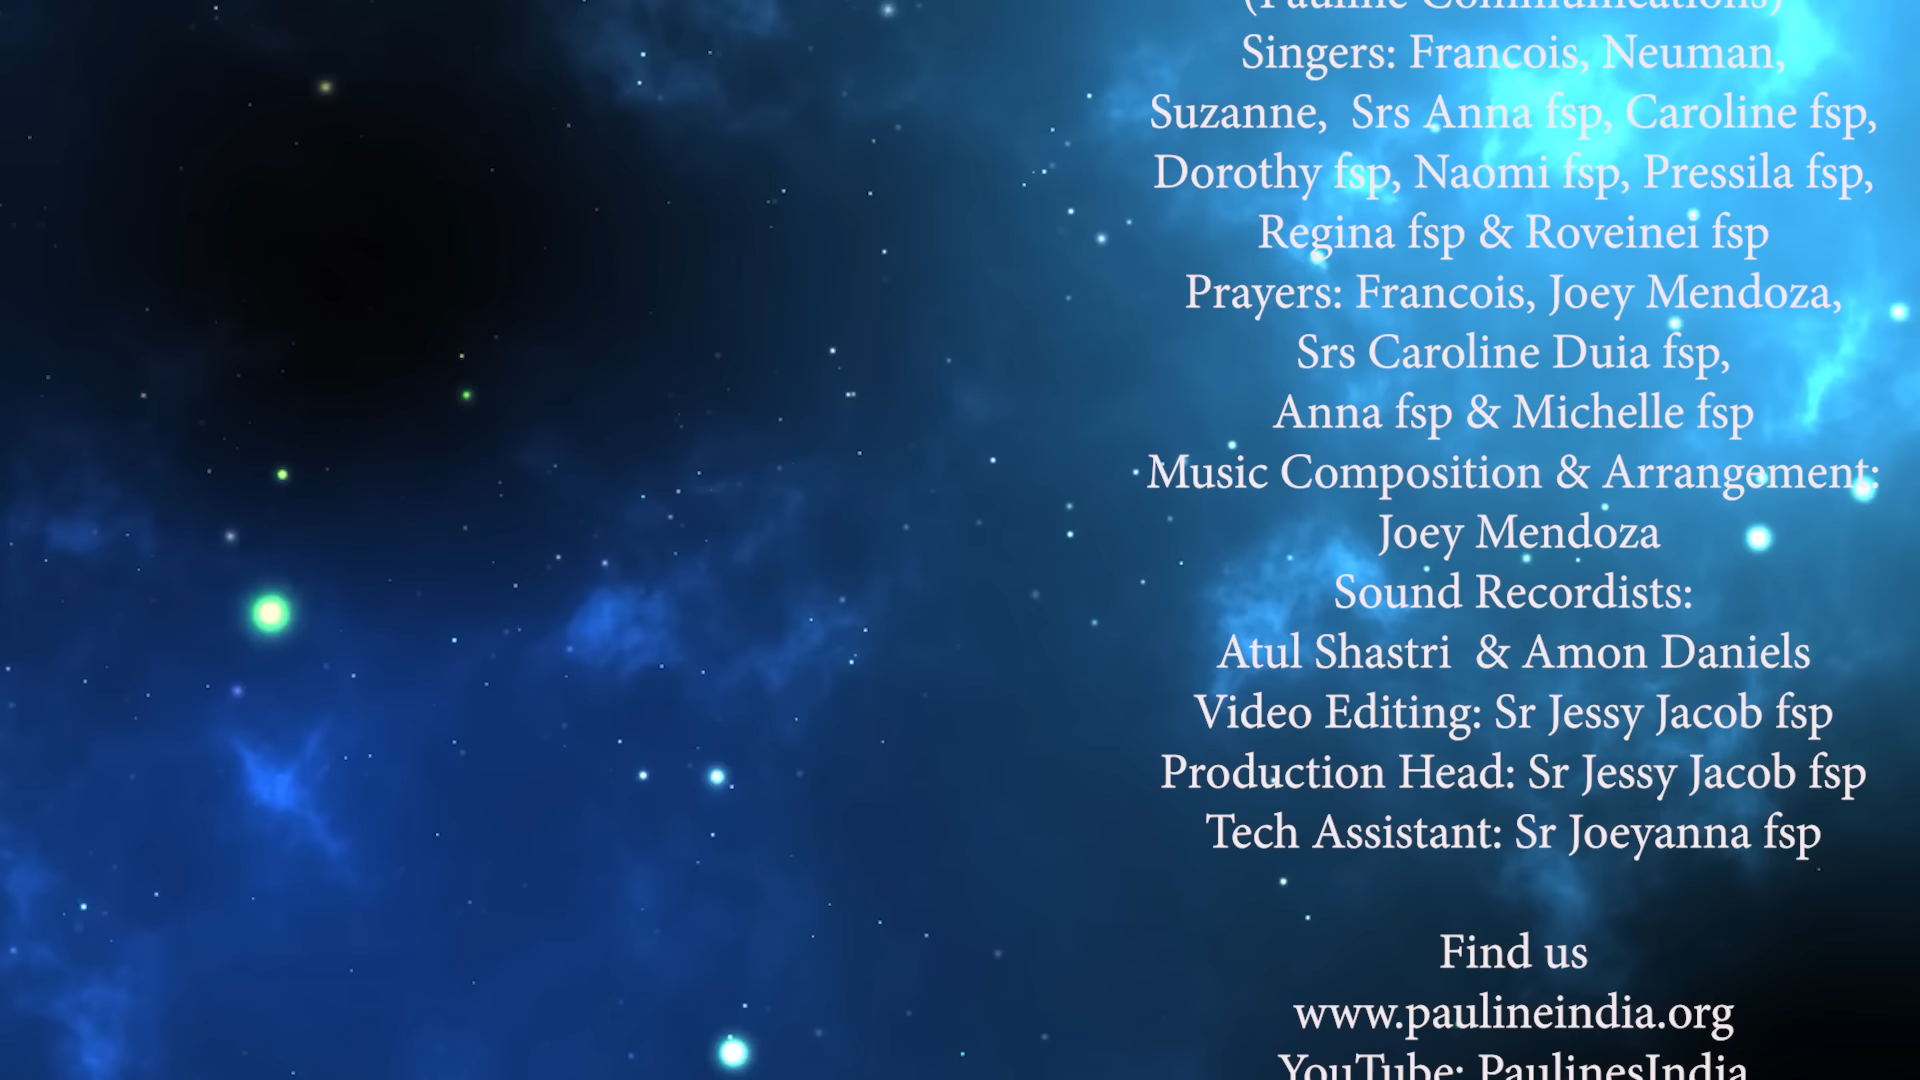 (Pauline Communications)
Singers: Francois, Neuman,
Suzanne,  Srs Anna fsp, Caroline fsp,
Dorothy fsp, Naomi fsp, Pressila fsp,
Regina fsp & Roveinei fsp
Prayers: Francois, Joey Mendoza,
Srs Caroline Duia fsp,
Anna fsp & Michelle fsp
Music Composition & Arrangement:
Joey Mendoza
Sound Recordists:
Atul Shastri  & Amon Daniels
Video Editing: Sr Jessy Jacob fsp
Production Head: Sr Jessy Jacob fsp
Tech Assistant: Sr Joeyanna fsp
Find us
www.paulineindia.org
YouTube: PaulinesIndia